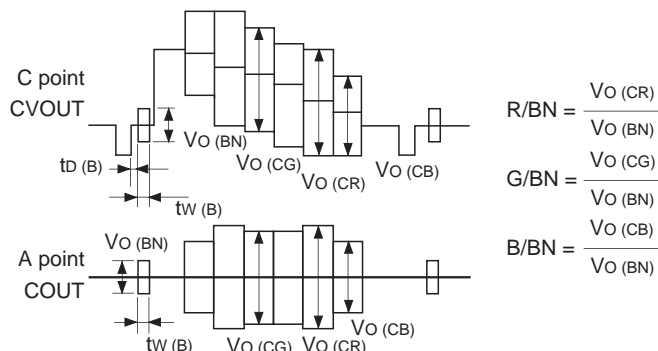 C point
CVOUT
VO (BN)
VO (CG)
VO (CR)
VO (CB)
tD (B)
tW (B)
R/BN = VO (CR) / VO (BN)
G/BN = VO (CG) / VO (BN)
B/BN = VO (CB) / VO (BN)
VO (BN)
A point
COUT
tW (B)
VO (CG)
VO (CR)
VO (CB)